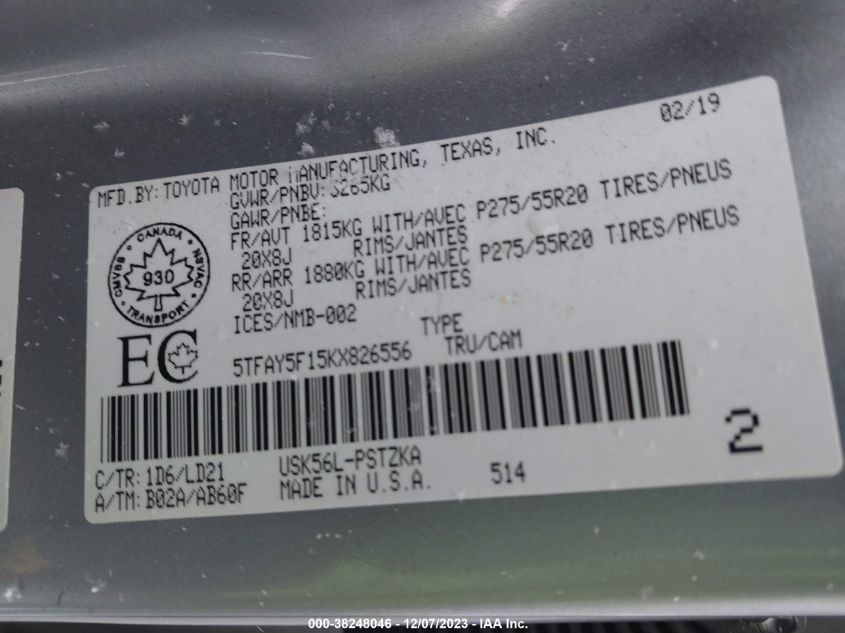 02/19
MFD.BY:TOYOTA MOTOR MANUFACTURING, TEXAS, INC.
GVWR/PNBV: 3265KG
GAWR/PNBE:
FR/AVT 1815KG WITH/AVEC P275/55R20 TIRES/PNEUS
20X8J RIMS/JANTES
RR/ARR 1880KG WITH/AVEC P275/55R20 TIRES/PNEUS
20X8J RIMS/JANTES
ICES/NMB-002
CANADA
CMVSS 930 NSVAC
TRANSPORT
EC
TYPE
5TFAY5F15KX826556 TRU/CAM
2
C/TR: 1D6/LD21 USK56L-PSTZKA
A/TM: B02A/AB60F MADE IN U.S.A. 514
000-38248046 - 12/07/2023 - IAA Inc.